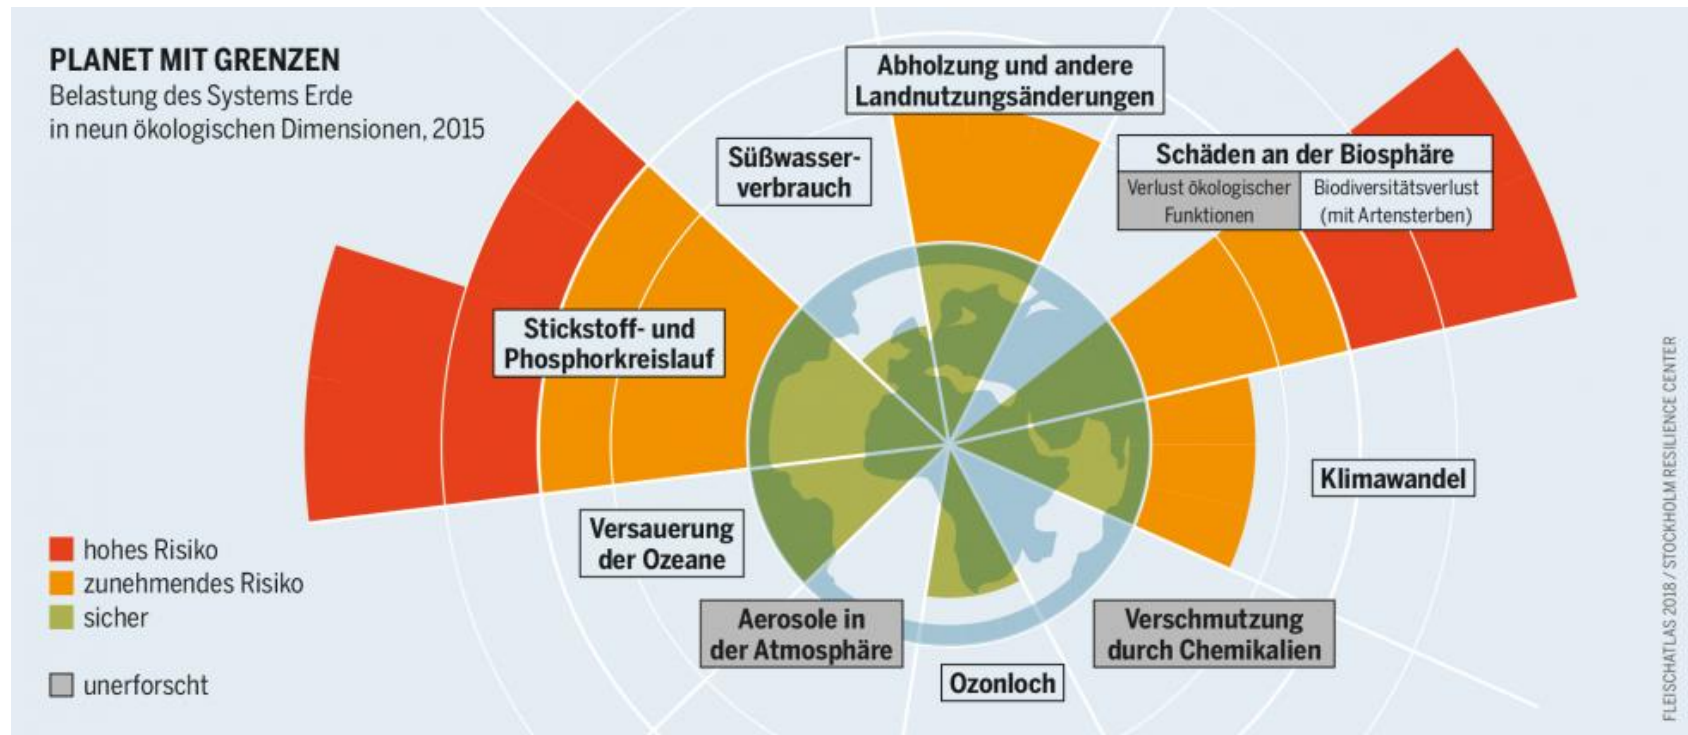 PLANET MIT GRENZEN
Belastung des Systems Erde
in neun ökologischen Dimensionen, 2015
Abholzung und andere
Landnutzungsänderungen
Süßwasser-
verbrauch
Schäden an der Biosphäre
Verlust ökologischer
Funktionen
Biodiversitätsverlust
(mit Artensterben)
Stickstoff- und
Phosphorkreislauf
Klimawandel
Versauerung
der Ozeane
Aerosole in
der Atmosphäre
Verschmutzung
durch Chemikalien
Ozonloch
hohes Risiko
zunehmendes Risiko
sicher
unerforscht
FLEISCHATLAS 2018 / STOCKHOLM RESILIENCE CENTER